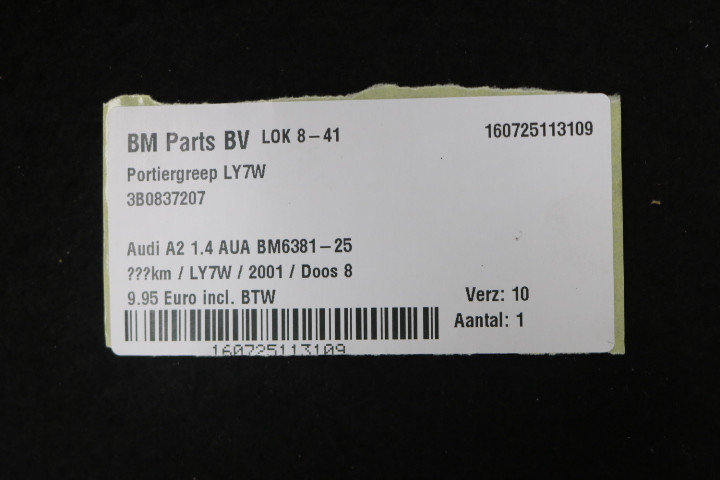 BM Parts BV LOK 8-41 160725113109
Portiergreep LY7W
3B0837207
Audi A2 1.4 AUA BM6381-25
???km / LY7W / 2001 / Doos 8
9.95 Euro incl. BTW Verz: 10
Aantal: 1
160725113109